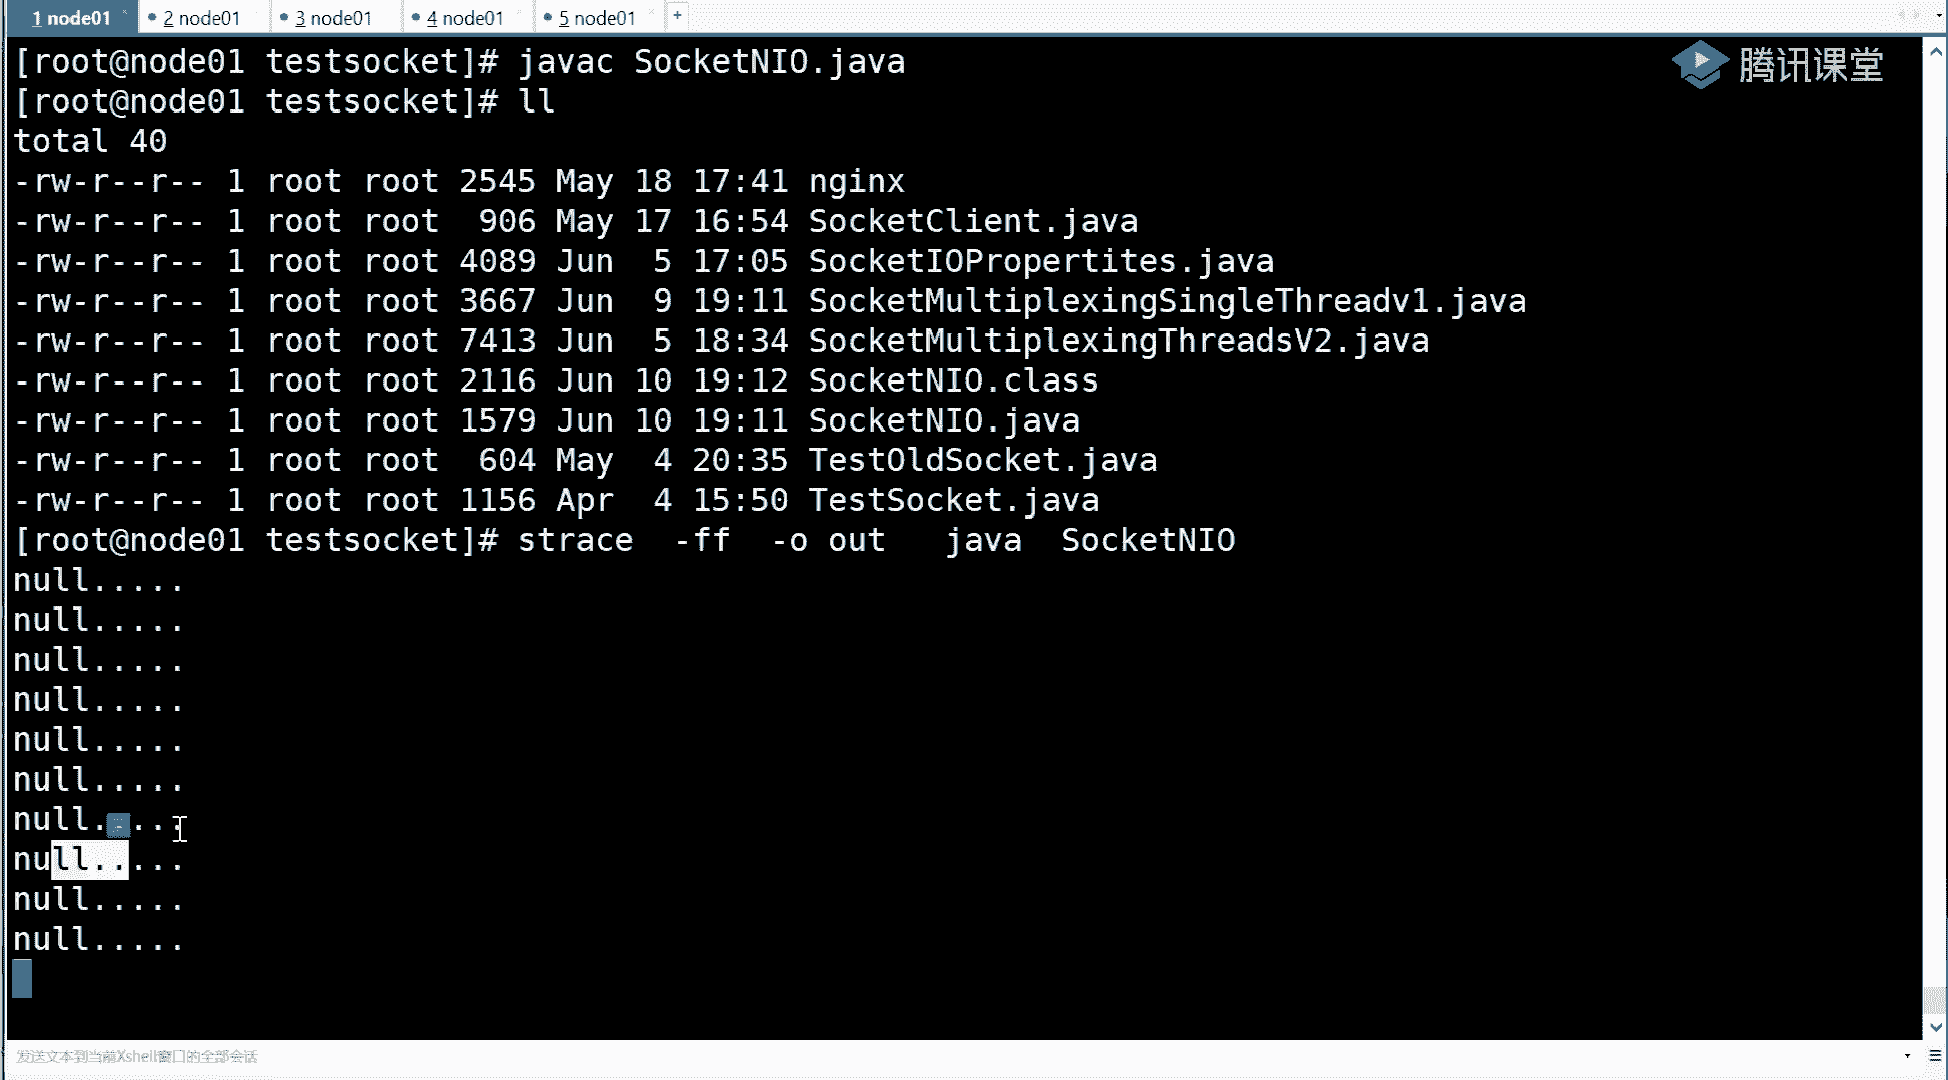 1 node01 2 node01 3 node01 4 node01 5 node01 +
[root@node01 testsocket]# javac SocketNIO.java
腾讯课堂
[root@node01 testsocket]# ll
total 40
-rw-r--r-- 1 root root 2545 May 18 17:41 nginx
-rw-r--r-- 1 root root  906 May 17 16:54 SocketClient.java
-rw-r--r-- 1 root root 4089 Jun  5 17:05 SocketIOPropertites.java
-rw-r--r-- 1 root root 3667 Jun  9 19:11 SocketMultiplexingSingleThreadv1.java
-rw-r--r-- 1 root root 7413 Jun  5 18:34 SocketMultiplexingThreadsV2.java
-rw-r--r-- 1 root root 2116 Jun 10 19:12 SocketNIO.class
-rw-r--r-- 1 root root 1579 Jun 10 19:11 SocketNIO.java
-rw-r--r-- 1 root root  604 May  4 20:35 TestOldSocket.java
-rw-r--r-- 1 root root 1156 Apr  4 15:50 TestSocket.java
[root@node01 testsocket]# strace  -ff  -o out   java  SocketNIO
null.....
null.....
null.....
null.....
null.....
null.....
null.....
null.....
null.....
null.....
发送文本到当前Xshell窗口的全部会话